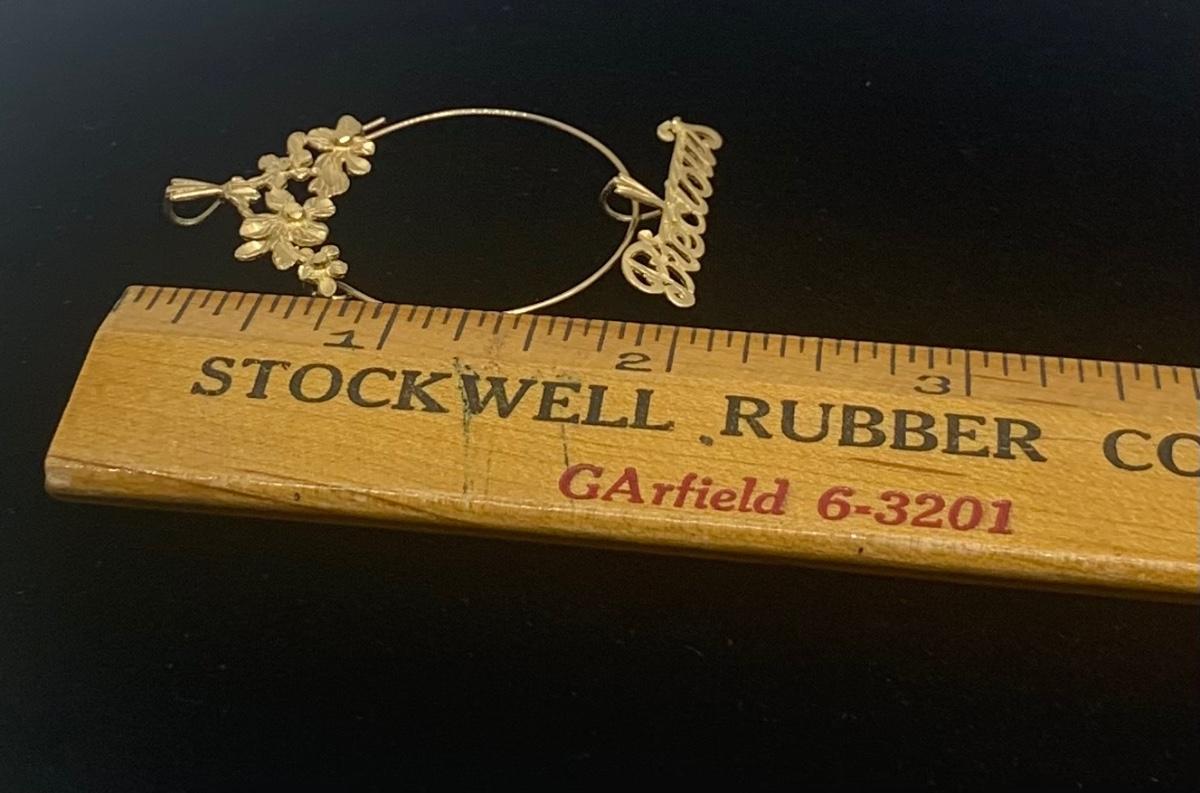 1 2 3
STOCKWELL RUBBER CO
GArfield 6-3201